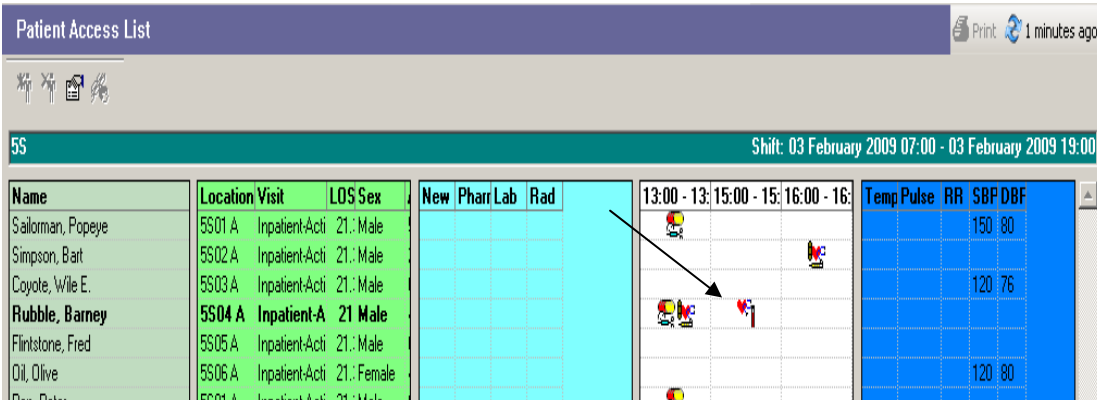 Patient Access List
Print 1 minutes ago
5S Shift: 03 February 2009 07:00 - 03 February 2009 19:00
Name Location Visit LOS Sex New Pharr Lab Rad 13:00 - 13: 15:00 - 15: 16:00 - 16: Temp Pulse RR SBP DBF
Sailorman, Popeye 5S01 A Inpatient-Acti 21.: Male 150 80
Simpson, Bart 5S02 A Inpatient-Acti 21.: Male
Coyote, Wile E. 5S03 A Inpatient-Acti 21.: Male 120 76
Rubble, Barney 5S04 A Inpatient-A 21 Male
Flintstone, Fred 5S05 A Inpatient-Acti 21.: Male
Oil, Olive 5S06 A Inpatient-Acti 21.: Female 120 80